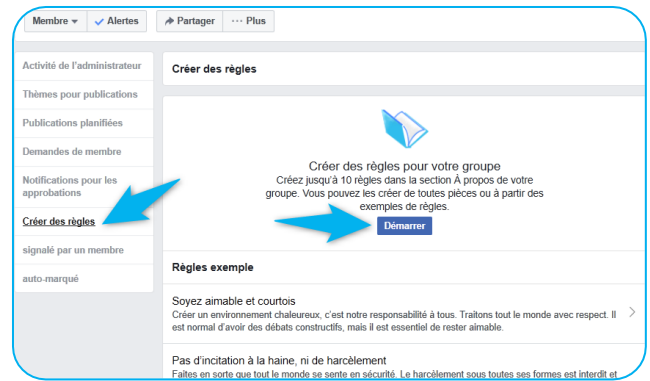 Membre Alertes Partager ··· Plus
Activité de l'administrateur
Thèmes pour publications
Publications planifiées
Demandes de membre
Notifications pour les
approbations
Créer des règles
signalé par un membre
auto-marqué
Créer des règles
Créer des règles pour votre groupe
Créez jusqu'à 10 règles dans la section À propos de votre
groupe. Vous pouvez les créer de toutes pièces ou à partir des
exemples de règles.
Démarrer
Règles exemple
Soyez aimable et courtois
Créer un environnement chaleureux, c'est notre responsabilité à tous. Traitons tout le monde avec respect. Il
est normal d'avoir des débats constructifs, mais il est essentiel de rester aimable.
Pas d'incitation à la haine, ni de harcèlement
Faites en sorte que tout le monde se sente en sécurité. Le harcèlement sous toutes ses formes est interdit et